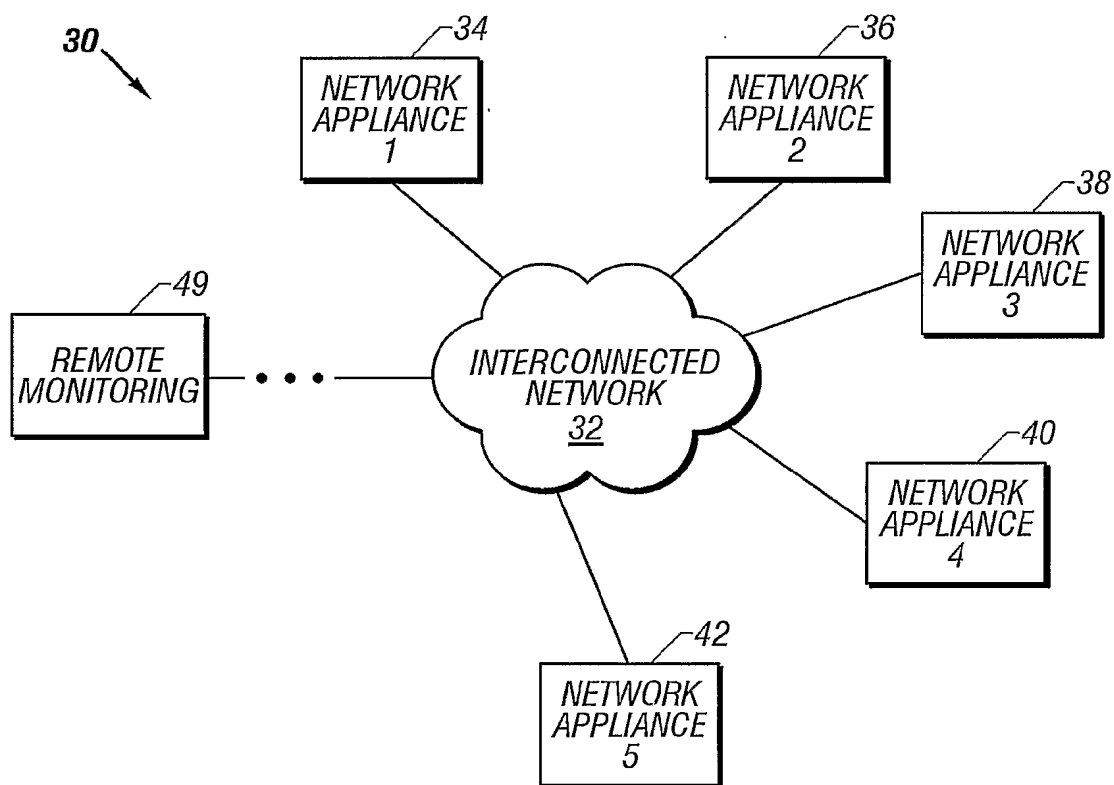 30
34
NETWORK
APPLIANCE
1
36
NETWORK
APPLIANCE
2
38
NETWORK
APPLIANCE
3
49
REMOTE
MONITORING
INTERCONNECTED
NETWORK
32
40
NETWORK
APPLIANCE
4
42
NETWORK
APPLIANCE
5